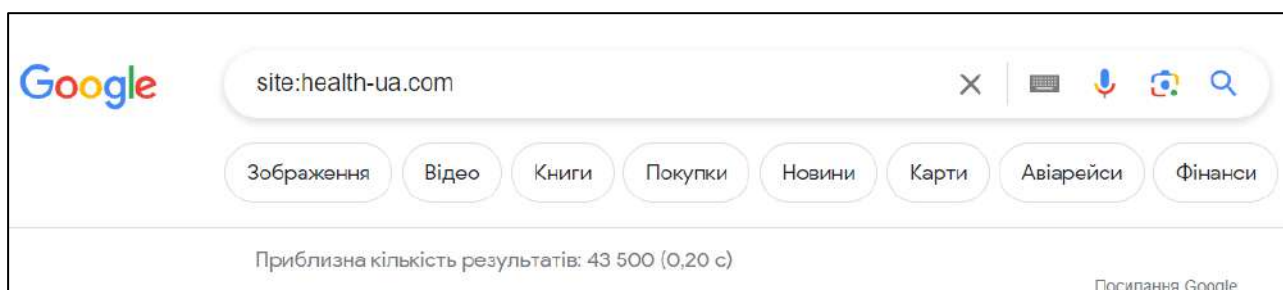 Google
site:health-ua.com
Зображення Відео Книги Покупки Новини Карти Авіарейси Фінанси
Приблизна кількість результатів: 43 500 (0,20 с)
Посилання Google